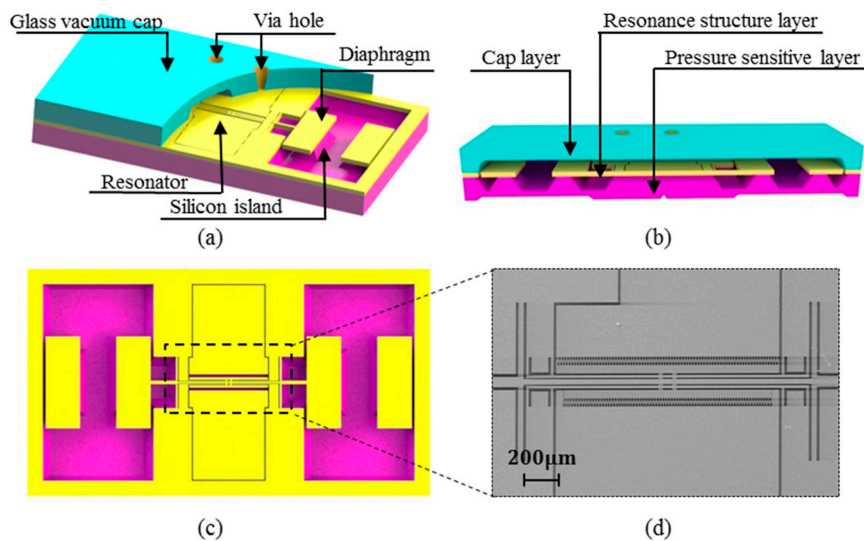 Glass vacuum cap
Via hole
Diaphragm
Resonator
Silicon island
(a)
Resonance structure layer
Cap layer
Pressure sensitive layer
(b)
(c)
200μm
(d)